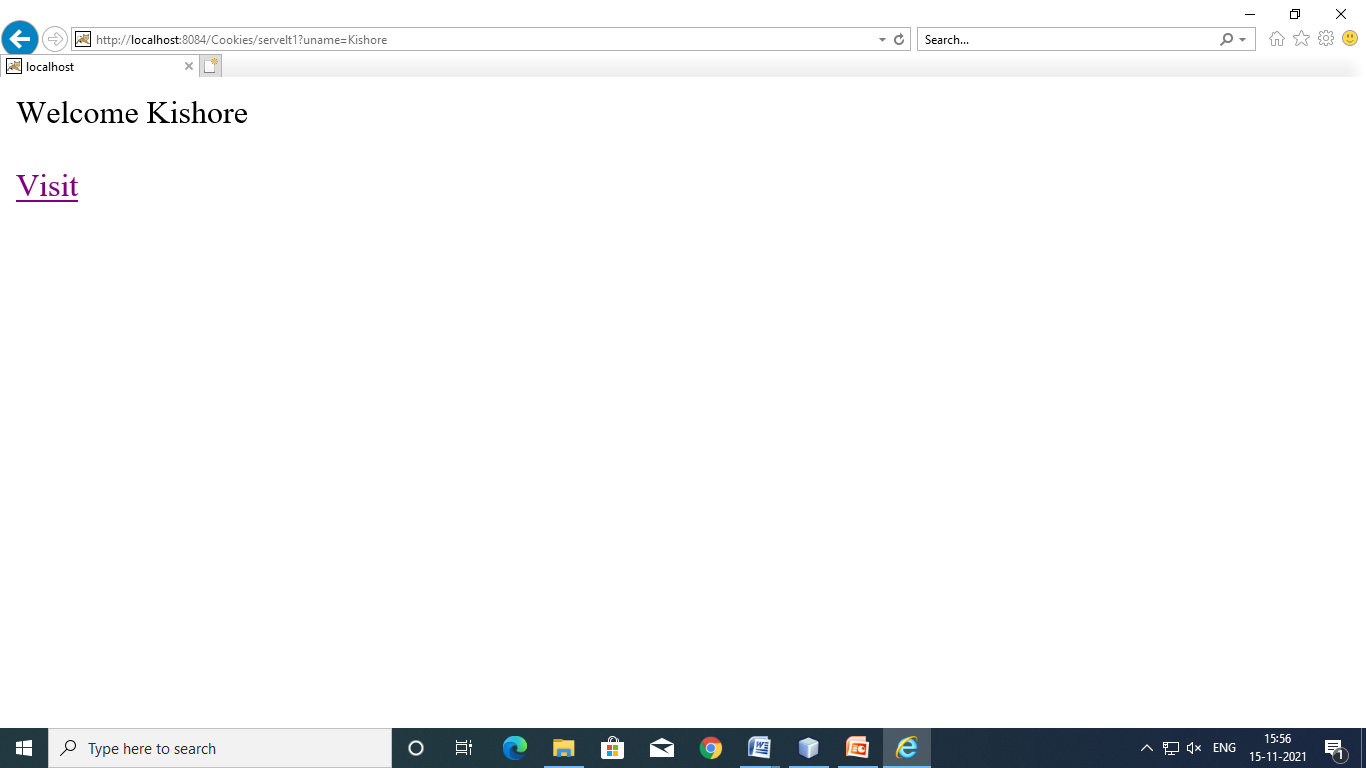 http://localhost:8084/Cookies/servelt1?uname=Kishore
Search...
localhost
Welcome Kishore
Visit
Type here to search
ENG
15:56
15-11-2021
1